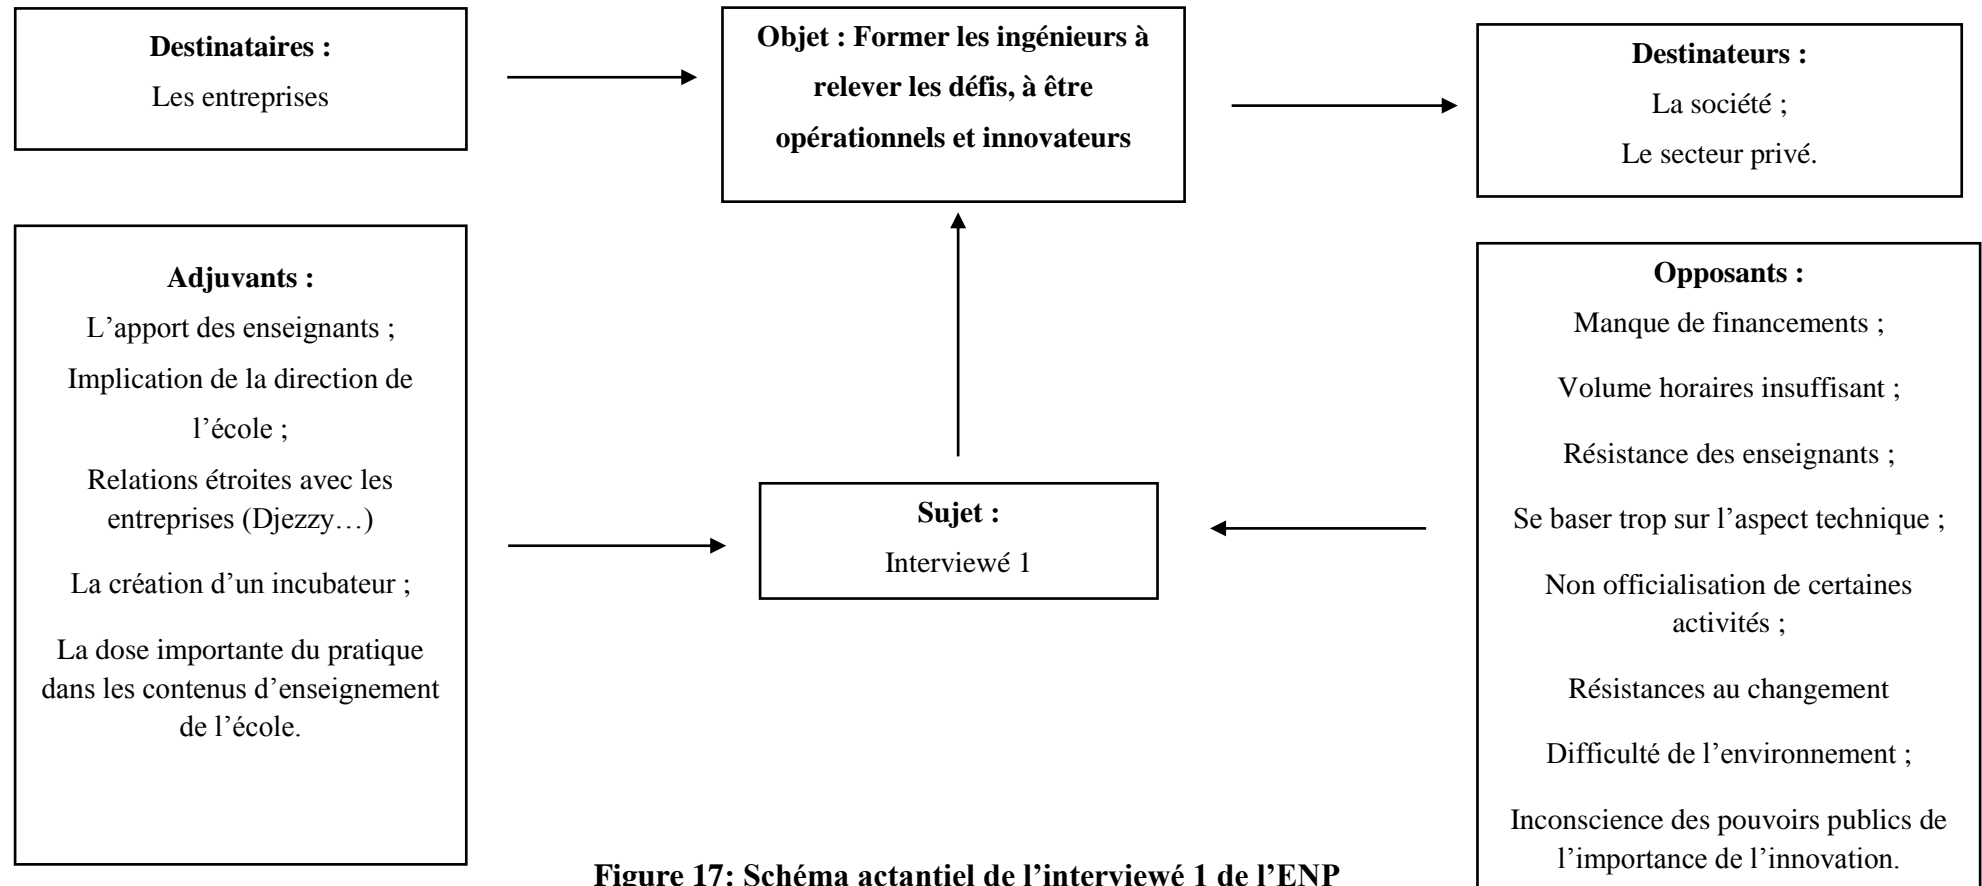 Destinataires :
Les entreprises
Objet : Former les ingénieurs à
relever les défis, à être
opérationnels et innovateurs
Destinateurs :
La société ;
Le secteur privé.
Adjuvants :
L’apport des enseignants ;
Implication de la direction de
l’école ;
Relations étroites avec les
entreprises (Djezzy…)
La création d’un incubateur ;
La dose importante du pratique
dans les contenus d’enseignement
de l’école.
Sujet :
Interviewé 1
Opposants :
Manque de financements ;
Volume horaires insuffisant ;
Résistance des enseignants ;
Se baser trop sur l’aspect technique ;
Non officialisation de certaines
activités ;
Résistances au changement
Difficulté de l’environnement ;
Inconscience des pouvoirs publics de
l’importance de l’innovation.
Figure 17: Schéma actantiel de l’interviewé 1 de l’ENP